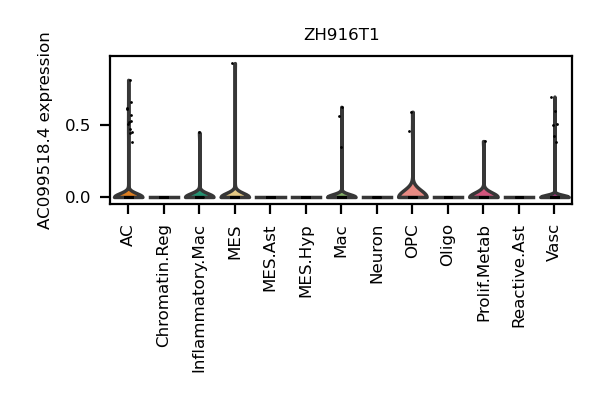 ZH916T1
AC099518.4 expression
0.5
0.0
AC
Chromatin.Reg
Inflammatory.Mac
MES
MES.Ast
MES.Hyp
Mac
Neuron
OPC
Oligo
Prolif.Metab
Reactive.Ast
Vasc